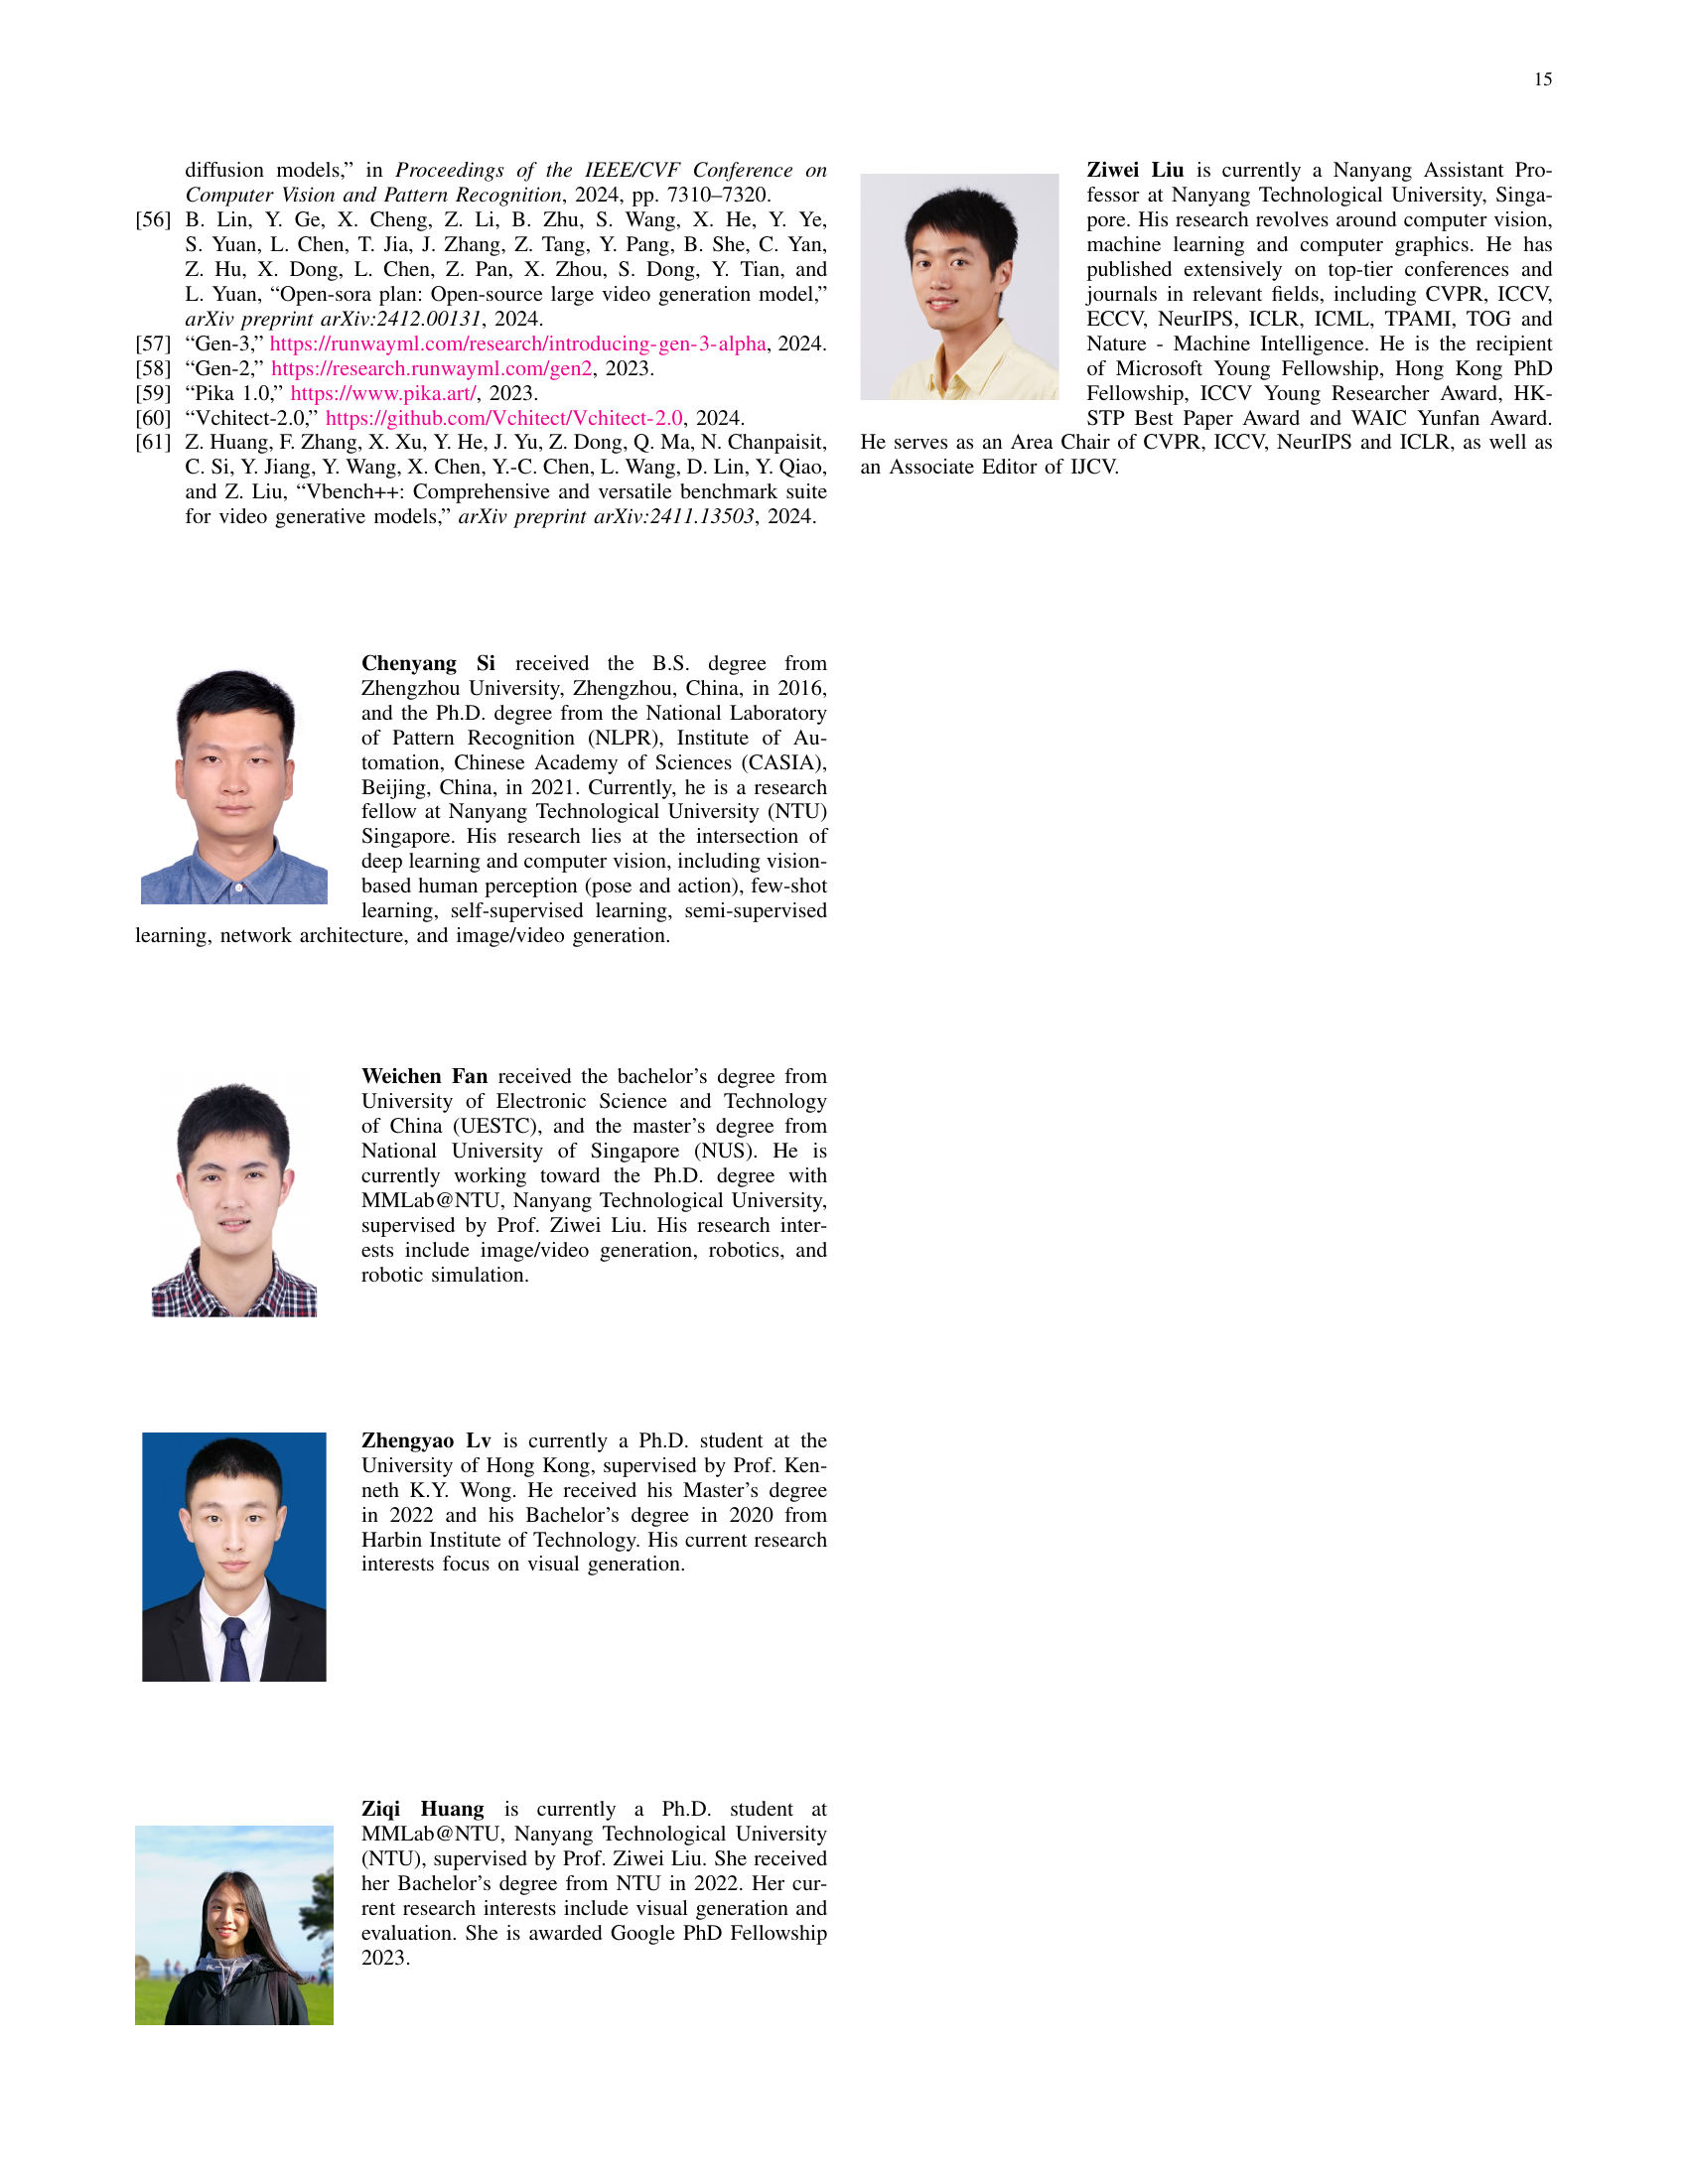 15
diffusion models,” in Proceedings of the IEEE/CVF Conference on
Computer Vision and Pattern Recognition, 2024, pp. 7310–7320.
[56] B. Lin, Y. Ge, X. Cheng, Z. Li, B. Zhu, S. Wang, X. He, Y. Ye,
S. Yuan, L. Chen, T. Jia, J. Zhang, Z. Tang, Y. Pang, B. She, C. Yan,
Z. Hu, X. Dong, L. Chen, Z. Pan, X. Zhou, S. Dong, Y. Tian, and
L. Yuan, “Open-sora plan: Open-source large video generation model,”
arXiv preprint arXiv:2412.00131, 2024.
[57] “Gen-3,” https://runwayml.com/research/introducing-gen-3-alpha, 2024.
[58] “Gen-2,” https://research.runwayml.com/gen2, 2023.
[59] “Pika 1.0,” https://www.pika.art/, 2023.
[60] “Vchitect-2.0,” https://github.com/Vchitect/Vchitect-2.0, 2024.
[61] Z. Huang, F. Zhang, X. Xu, Y. He, J. Yu, Z. Dong, Q. Ma, N. Chanpaisit,
C. Si, Y. Jiang, Y. Wang, X. Chen, Y.-C. Chen, L. Wang, D. Lin, Y. Qiao,
and Z. Liu, “Vbench++: Comprehensive and versatile benchmark suite
for video generative models,” arXiv preprint arXiv:2411.13503, 2024.
Chenyang Si received the B.S. degree from
Zhengzhou University, Zhengzhou, China, in 2016,
and the Ph.D. degree from the National Laboratory
of Pattern Recognition (NLPR), Institute of Au-
tomation, Chinese Academy of Sciences (CASIA),
Beijing, China, in 2021. Currently, he is a research
fellow at Nanyang Technological University (NTU)
Singapore. His research lies at the intersection of
deep learning and computer vision, including vision-
based human perception (pose and action), few-shot
learning, self-supervised learning, semi-supervised
learning, network architecture, and image/video generation.
Weichen Fan received the bachelor’s degree from
University of Electronic Science and Technology
of China (UESTC), and the master’s degree from
National University of Singapore (NUS). He is
currently working toward the Ph.D. degree with
MMLab@NTU, Nanyang Technological University,
supervised by Prof. Ziwei Liu. His research inter-
ests include image/video generation, robotics, and
robotic simulation.
Zhengyao Lv is currently a Ph.D. student at the
University of Hong Kong, supervised by Prof. Ken-
neth K.Y. Wong. He received his Master’s degree
in 2022 and his Bachelor’s degree in 2020 from
Harbin Institute of Technology. His current research
interests focus on visual generation.
Ziqi Huang is currently a Ph.D. student at
MMLab@NTU, Nanyang Technological University
(NTU), supervised by Prof. Ziwei Liu. She received
her Bachelor’s degree from NTU in 2022. Her cur-
rent research interests include visual generation and
evaluation. She is awarded Google PhD Fellowship
2023.
Ziwei Liu is currently a Nanyang Assistant Pro-
fessor at Nanyang Technological University, Singa-
pore. His research revolves around computer vision,
machine learning and computer graphics. He has
published extensively on top-tier conferences and
journals in relevant fields, including CVPR, ICCV,
ECCV, NeurIPS, ICLR, ICML, TPAMI, TOG and
Nature - Machine Intelligence. He is the recipient
of Microsoft Young Fellowship, Hong Kong PhD
Fellowship, ICCV Young Researcher Award, HK-
STP Best Paper Award and WAIC Yunfan Award.
He serves as an Area Chair of CVPR, ICCV, NeurIPS and ICLR, as well as
an Associate Editor of IJCV.